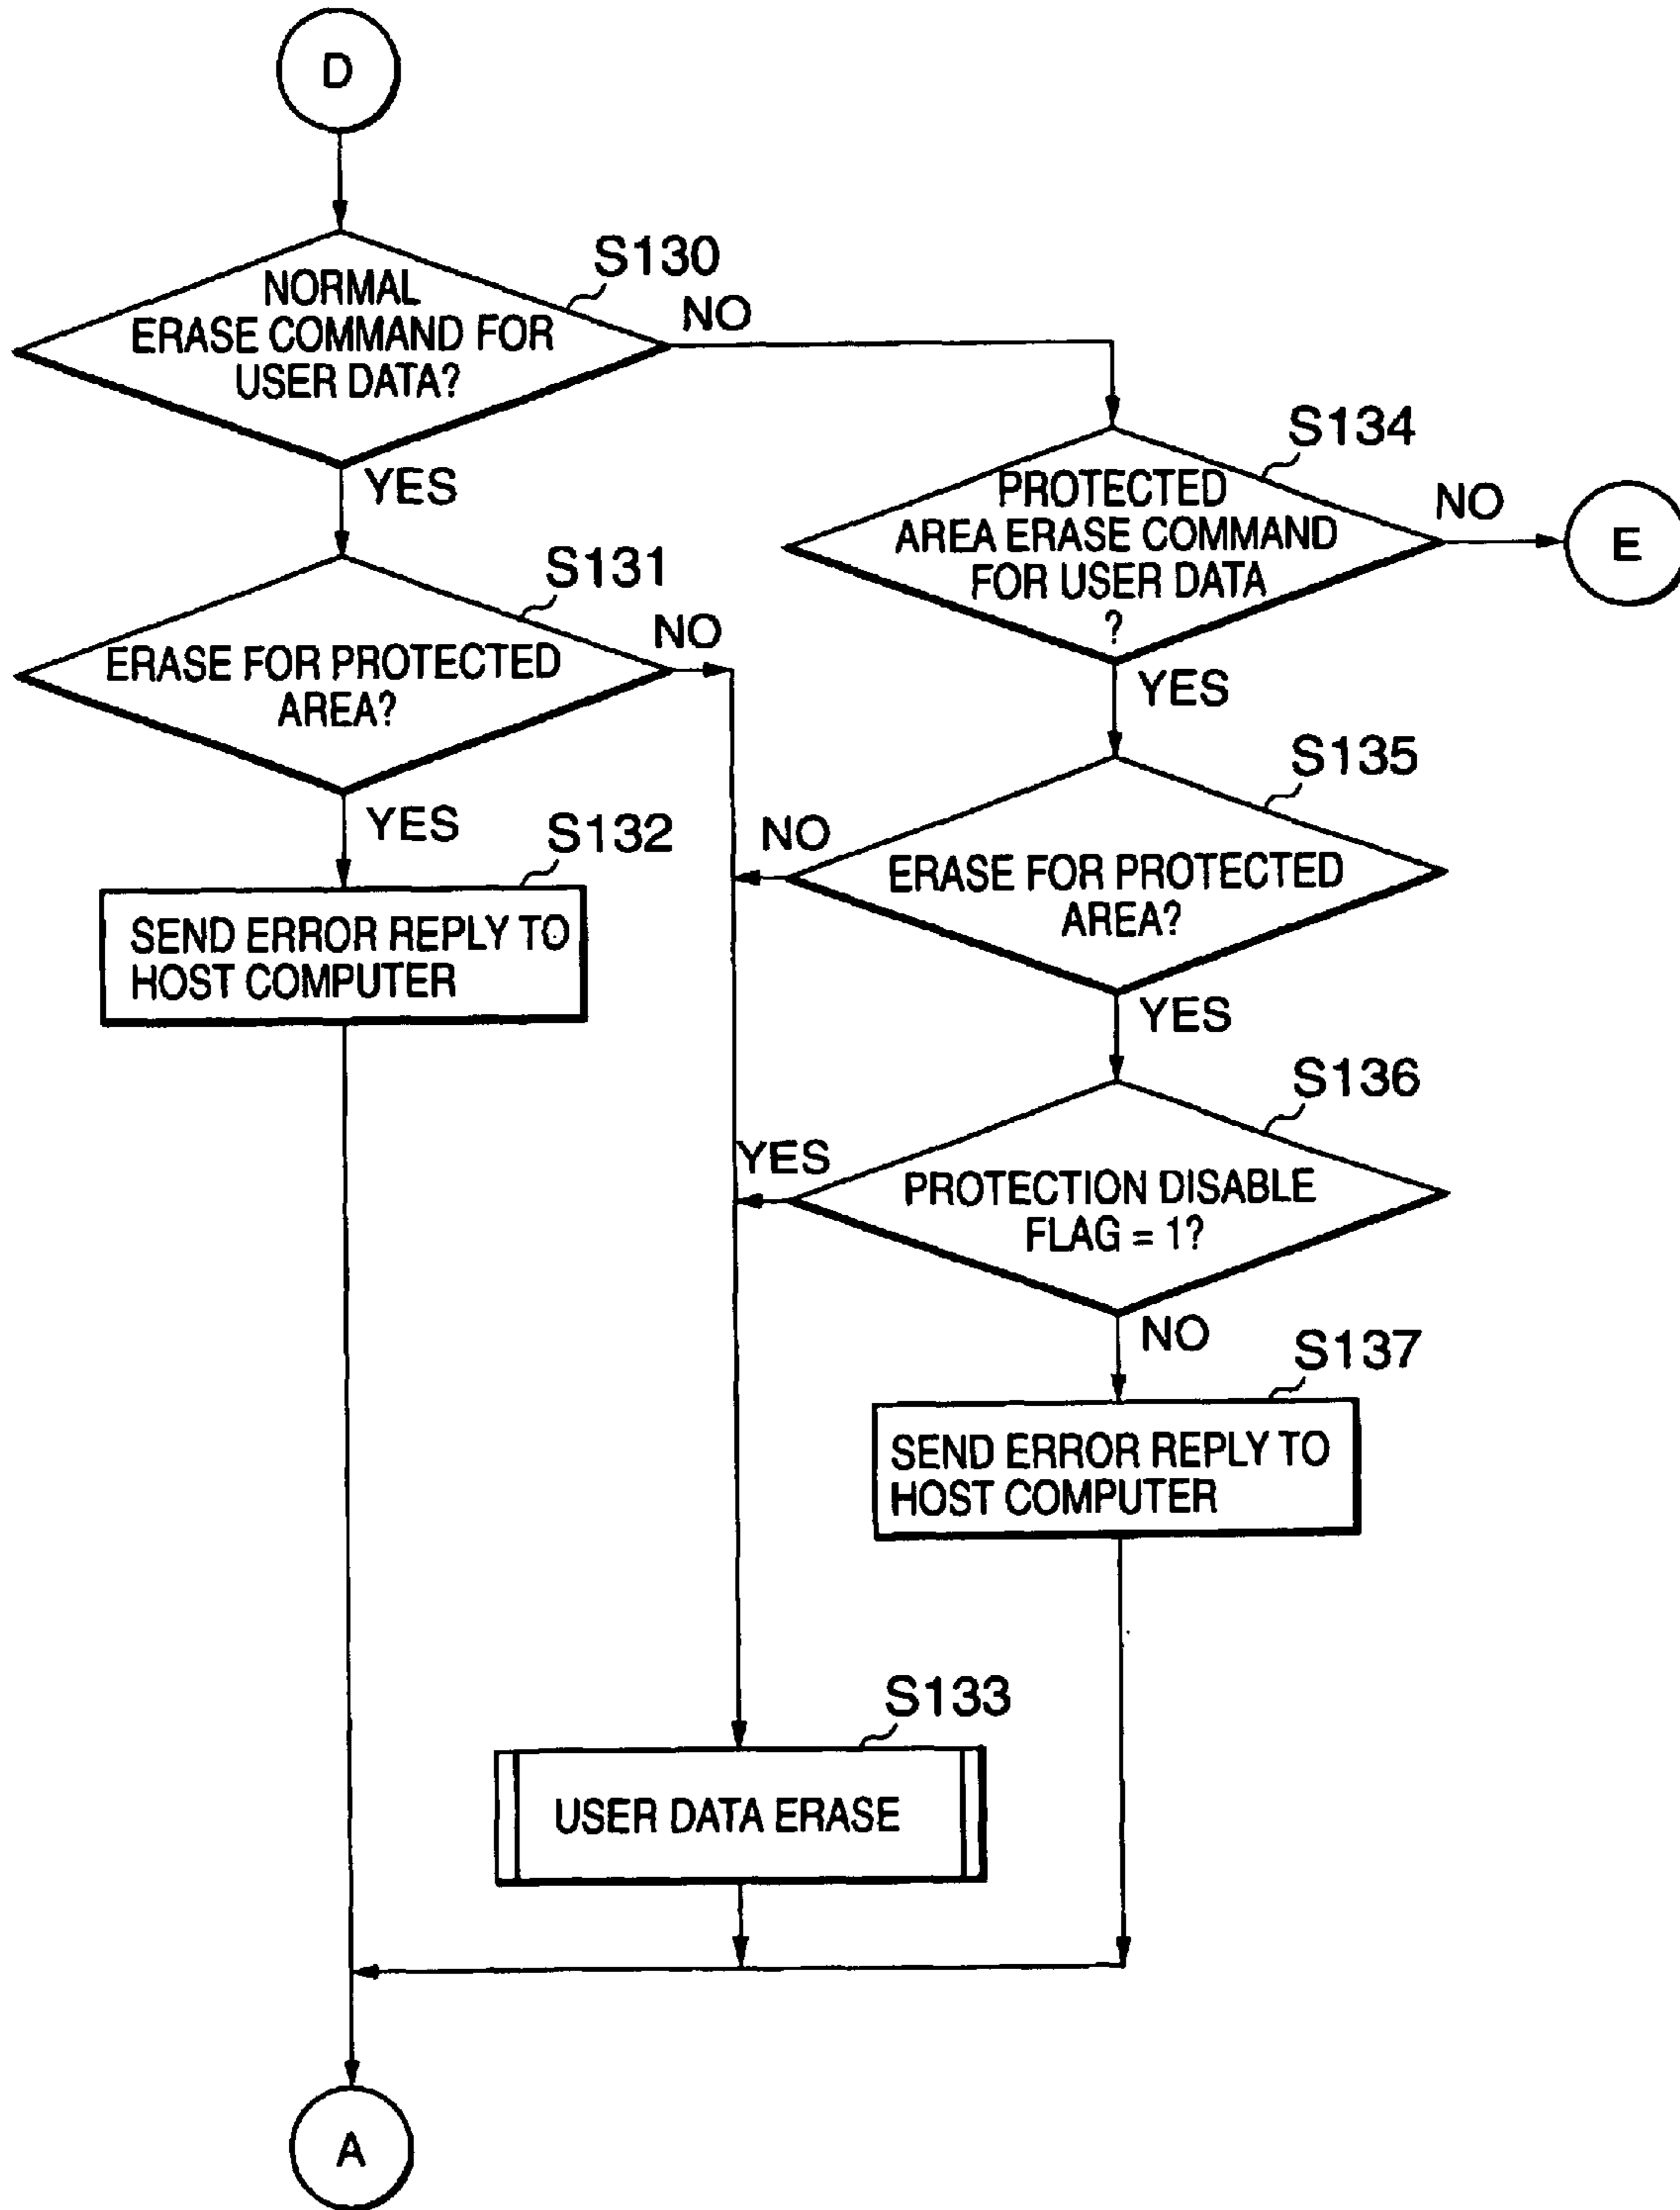 D
S130
NORMAL
ERASE COMMAND FOR
USER DATA?
NO
YES
S134
PROTECTED
AREA ERASE COMMAND
FOR USER DATA
?
NO
E
YES
S131
ERASE FOR PROTECTED
AREA?
NO
YES
S135
ERASE FOR PROTECTED
AREA?
NO
YES
S132
SEND ERROR REPLY TO
HOST COMPUTER
S136
PROTECTION DISABLE
FLAG = 1?
YES
NO
S137
SEND ERROR REPLY TO
HOST COMPUTER
S133
USER DATA ERASE
A